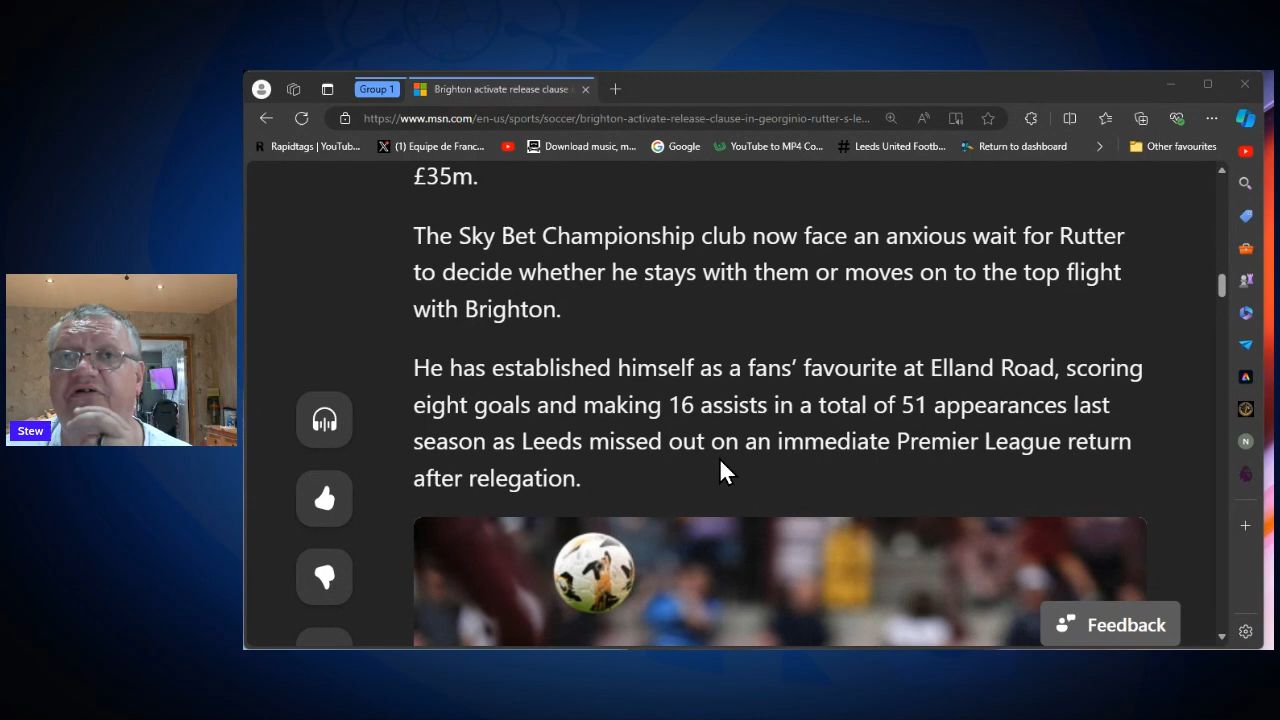 Group 1
Brighton activate release clause
https://www.msn.com/en-us/sports/soccer/brighton-activate-release-clause-in-georginio-rutter-s-le...
Rapidtags | YouTub...
(1) Equipe de Franc...
Download music, m...
Google
YouTube to MP4 Co...
Leeds United Footb...
Return to dashboard
Other favourites
£35m.
The Sky Bet Championship club now face an anxious wait for Rutter
to decide whether he stays with them or moves on to the top flight
with Brighton.
He has established himself as a fans’ favourite at Elland Road, scoring
eight goals and making 16 assists in a total of 51 appearances last
season as Leeds missed out on an immediate Premier League return
after relegation.
Stew
Feedback